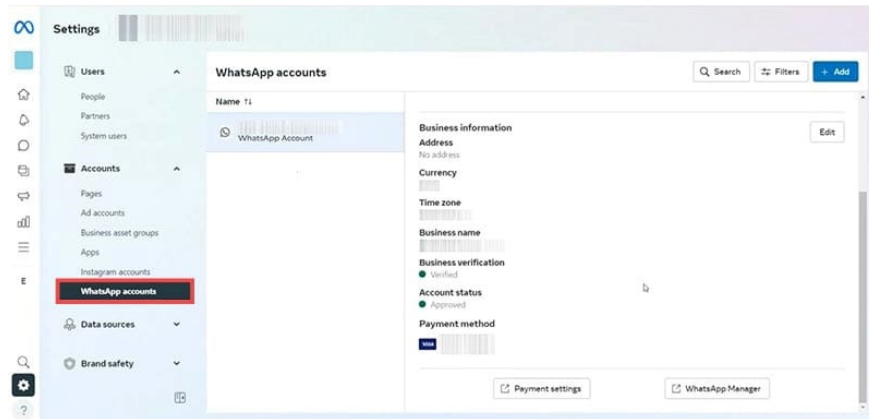 Settings
Users
People
Partners
System users
Accounts
Pages
Ad accounts
Business asset groups
Apps
Instagram accounts
WhatsApp accounts
Data sources
Brand safety
E
?
WhatsApp accounts
Search
Filters
+ Add
Name ↑↓
WhatsApp Account
Business information
Edit
Address
No address
Currency
Time zone
Business name
Business verification
Verified
Account status
Approved
Payment method
VISA
Payment settings
WhatsApp Manager